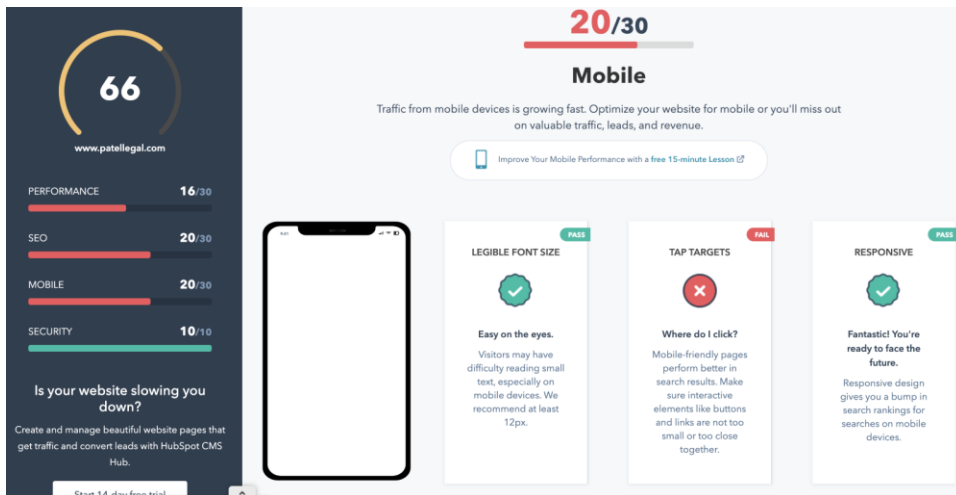 66
www.patellegal.com
PERFORMANCE 16/30
SEO 20/30
MOBILE 20/30
SECURITY 10/10
Is your website slowing you
down?
Create and manage beautiful website pages that
get traffic and convert leads with HubSpot CMS
Hub.
Start 14-day free trial
20/30
Mobile
Traffic from mobile devices is growing fast. Optimize your website for mobile or you'll miss out
on valuable traffic, leads, and revenue.
Improve Your Mobile Performance with a free 15-minute Lesson
PASS
LEGIBLE FONT SIZE
Easy on the eyes.
Visitors may have
difficulty reading small
text, especially on
mobile devices. We
recommend at least
12px.
FAIL
TAP TARGETS
Where do I click?
Mobile-friendly pages
perform better in
search results. Make
sure interactive
elements like buttons
and links are not too
small or too close
together.
PASS
RESPONSIVE
Fantastic! You're
ready to face the
future.
Responsive design
gives you a bump in
search rankings for
searches on mobile
devices.